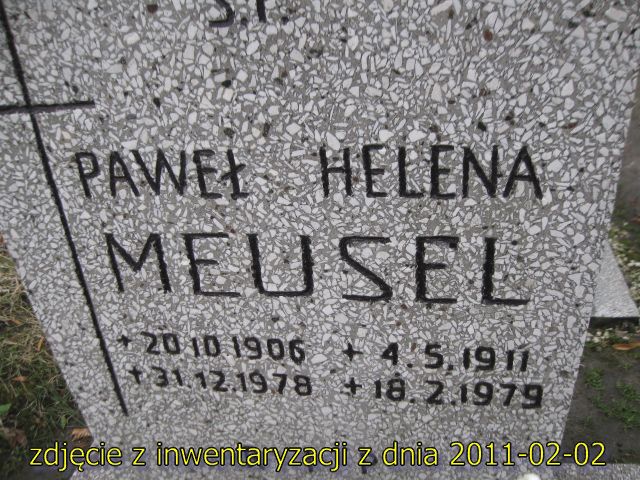 Ś.P.
PAWEŁ HELENA
MEUSEL
+ 20.10.1906 + 4.5.1911
+ 31.12.1978 + 18.2.1979
zdjęcie z inwentaryzacji z dnia 2011-02-02